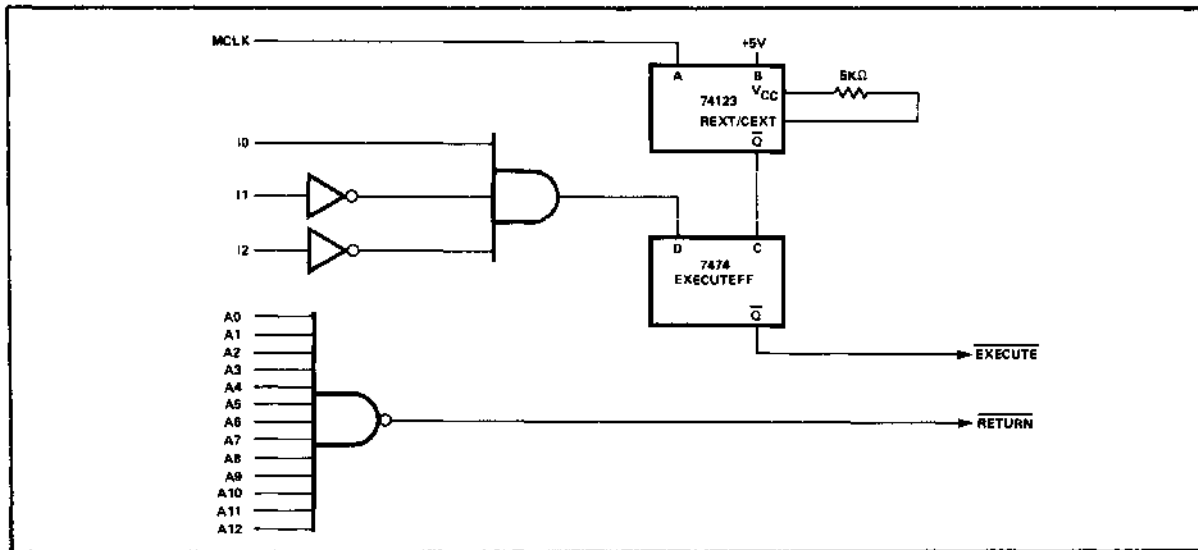 MCLK
+5V
A
B
VCC
5KΩ
74123
REXT/CEXT
Q
I0
I1
I2
D
C
7474
EXECUTEFF
Q
EXECUTE
A0
A1
A2
A3
A4
A5
A6
A7
A8
A9
A10
A11
A12
RETURN